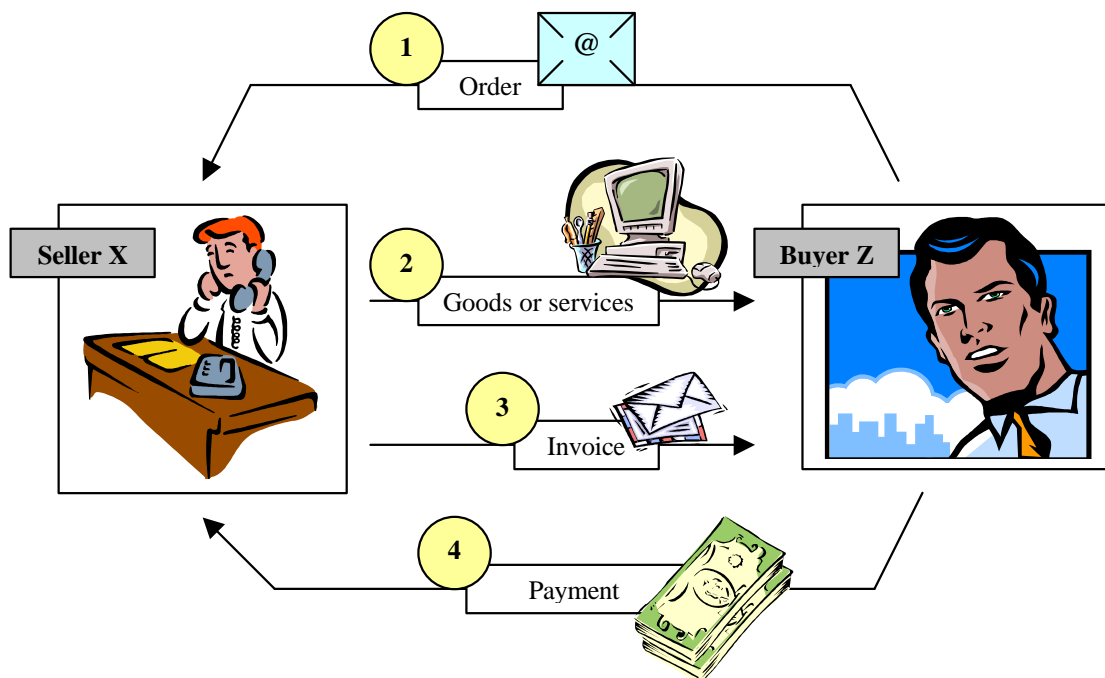 1
@
Order
Seller X
Buyer Z
2
Goods or services
3
Invoice
4
Payment